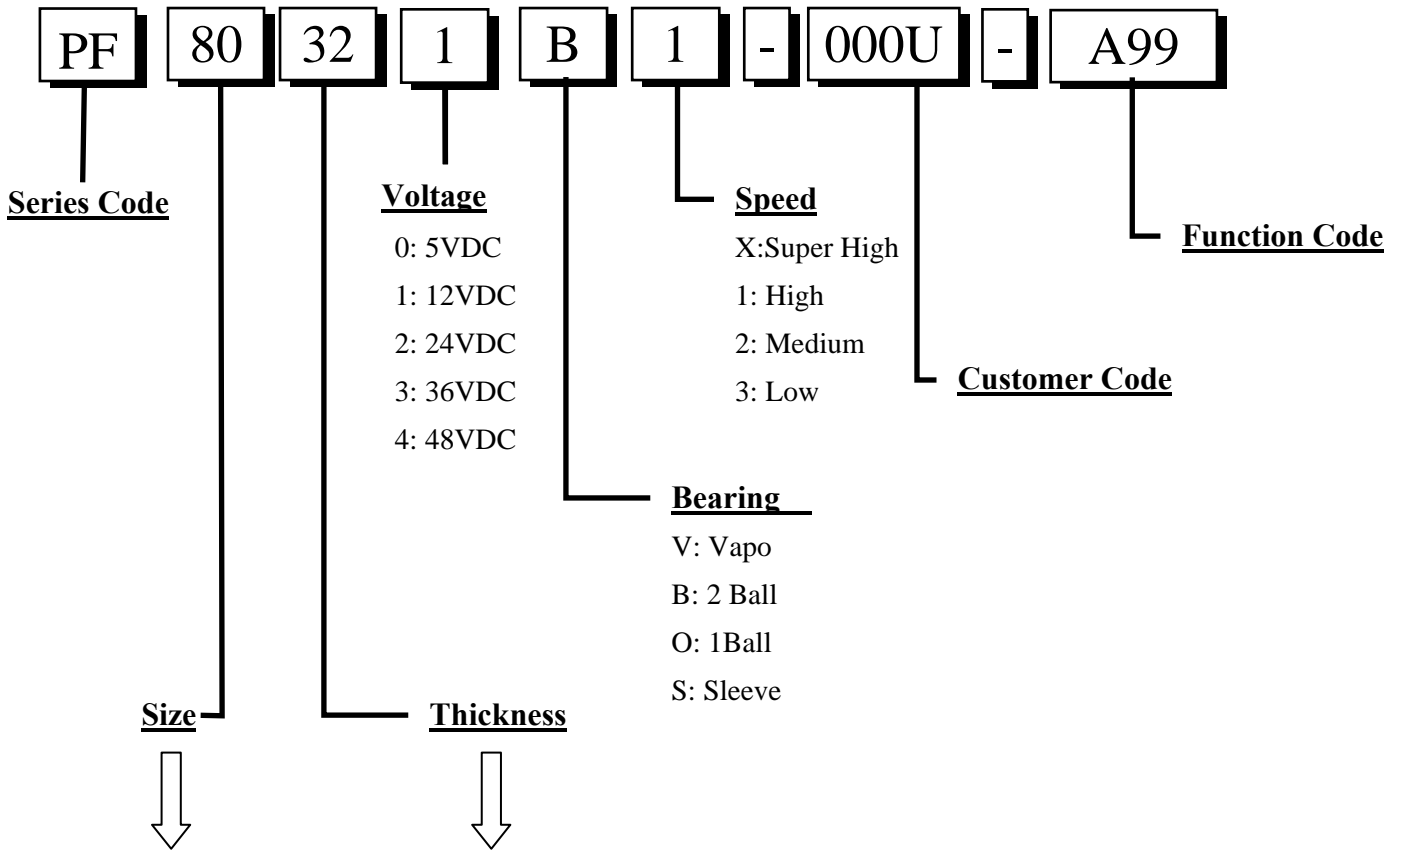 PF 80 32 1 B 1 - 000U - A99
Series Code
Voltage
0: 5VDC
1: 12VDC
2: 24VDC
3: 36VDC
4: 48VDC
Speed
X:Super High
1: High
2: Medium
3: Low
Function Code
Customer Code
Bearing
V: Vapo
B: 2 Ball
O: 1Ball
S: Sleeve
Size
Thickness